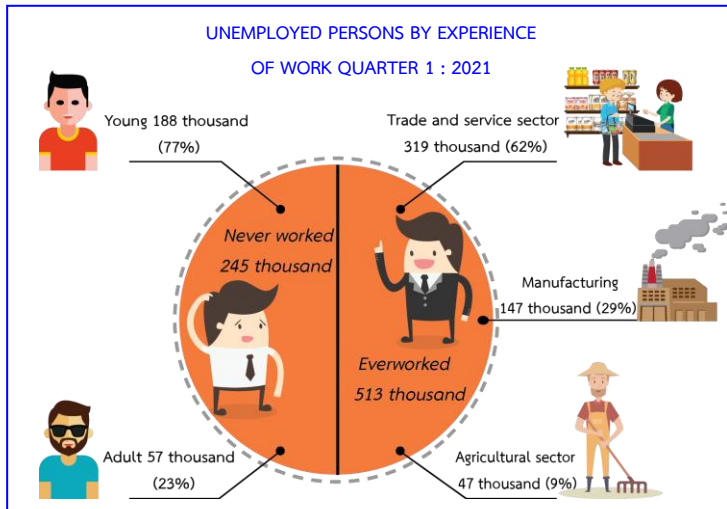 UNEMPLOYED PERSONS BY EXPERIENCE
OF WORK QUARTER 1 : 2021
Young 188 thousand
(77%)
Trade and service sector
319 thousand (62%)
Never worked
245 thousand
Manufacturing
147 thousand (29%)
Everworked
513 thousand
Adult 57 thousand
(23%)
Agricultural sector
47 thousand (9%)